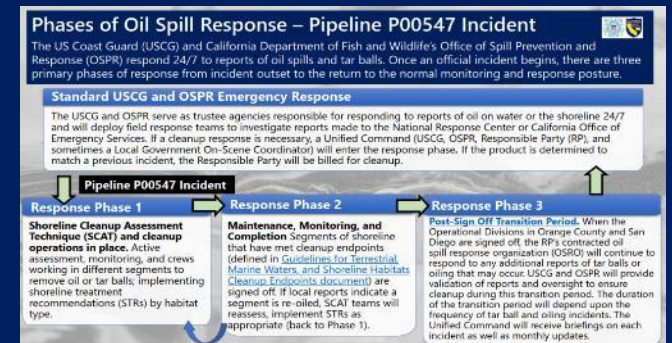 Phases of Oil Spill Response – Pipeline P00547 Incident
The US Coast Guard (USCG) and California Department of Fish and Wildlife's Office of Spill Prevention and
Response (OSPR) respond 24/7 to reports of oil spills and tar balls. Once an official incident begins, there are three
primary phases of response from incident outset to the return to the normal monitoring and response posture.
Standard USCG and OSPR Emergency Response
The USCG and OSPR serve as trustee agencies responsible for responding to reports of oil on water or the shoreline 24/7
and will deploy field response teams to investigate reports made to the National Response Center or California Office of
Emergency Services. If a cleanup response is necessary, a Unified Command (USCG, OSPR, Responsible Party (RP), and
sometimes a Local Government On-Scene Coordinator) will enter the response phase. If the product is determined to
match a previous incident, the Responsible Party will be billed for cleanup.
Pipeline P00547 Incident
Response Phase 1
Shoreline Cleanup Assessment
Technique (SCAT) and cleanup
operations in place. Active
assessment, monitoring, and crews
working in different segments to
remove oil or tar balls; implementing
shoreline treatment
recommendations (STRs) by habitat
type.
Response Phase 2
Maintenance, Monitoring, and
Completion Segments of shoreline
that have met cleanup endpoints
(defined in Guidelines for Terrestrial,
Marine Waters, and Shoreline Habitats
Cleanup Endpoints document) are
signed off. If local reports indicate a
segment is re-oiled, SCAT teams will
reassess, implement STRs as
appropriate (back to Phase 1).
Response Phase 3
Post-Sign Off Transition Period. When the
Operational Divisions in Orange County and San
Diego are signed off, the RP's contracted oil
spill response organization (OSRO) will continue to
respond to any additional reports of tar balls or
oiling that may occur. USCG and OSPR will provide
validation of reports and oversight to ensure
cleanup during this transition period. The duration
of the transition period will depend upon the
frequency of tar ball and oiling incidents. The
Unified Command will receive briefings on each
incident as well as monthly updates.